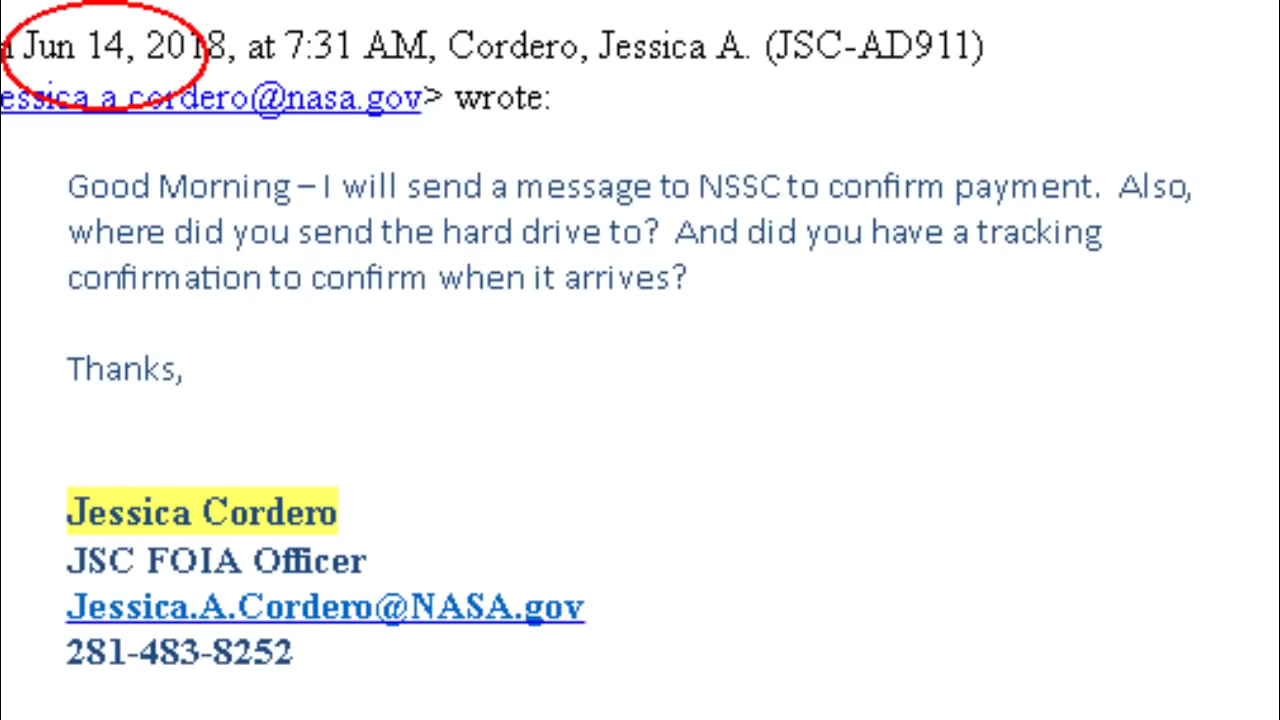 Jun 14, 2018, at 7:31 AM, Cordero, Jessica A. (JSC-AD911)
essica.a.cordero@nasa.gov> wrote:
Good Morning – I will send a message to NSSC to confirm payment.  Also,
where did you send the hard drive to?  And did you have a tracking
confirmation to confirm when it arrives?
Thanks,
Jessica Cordero
JSC FOIA Officer
Jessica.A.Cordero@NASA.gov
281-483-8252